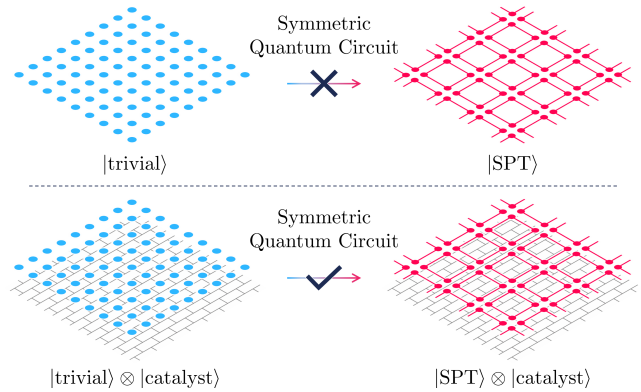 Symmetric
Quantum Circuit
|trivial⟩
|SPT⟩
Symmetric
Quantum Circuit
|trivial⟩ ⊗ |catalyst⟩
|SPT⟩ ⊗ |catalyst⟩